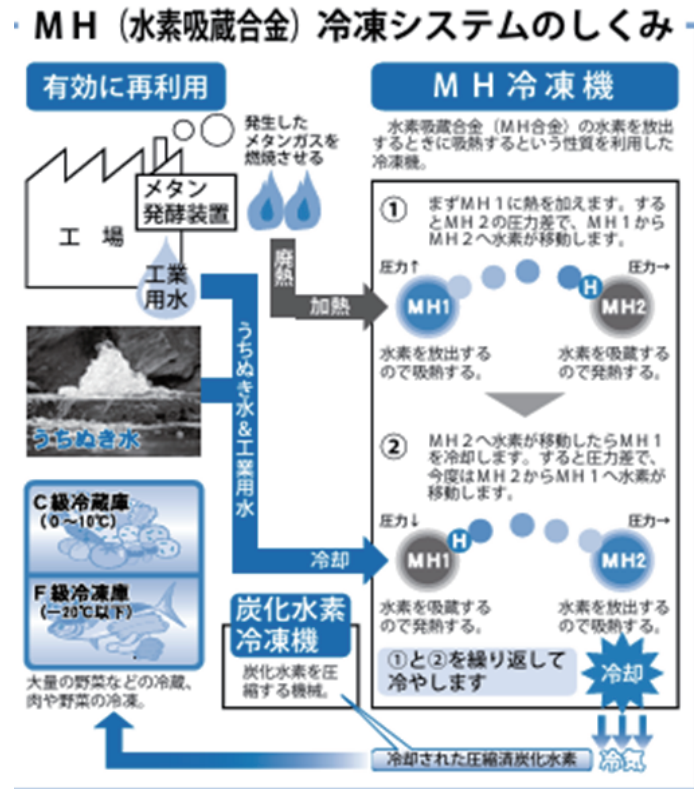 MH（水素吸蔵合金）冷凍システムのしくみ
有効に再利用
発生した
メタンガスを
燃焼させる
メタン
発酵装置
工　場
工業
用水
廃熱
加熱
うちぬき水＆工業用水
うちぬき水
冷却
C級冷蔵庫
（0〜10℃）
F級冷凍庫
（−20℃以下）
大量の野菜などの冷蔵、
肉や野菜の冷凍。
炭化水素
冷凍機
炭化水素を圧
縮する機械。
MH冷凍機
水素吸蔵合金（MH合金）の水素を放出
するときに吸熱するという性質を利用した
冷凍機。
①
まずMH1に熱を加えます。する
とMH2の圧力差で、MH1から
MH2へ水素が移動します。
圧力↑
圧力→
MH1
H
MH2
水素を放出する
ので吸熱する。
水素を吸蔵する
ので発熱する。
②
MH2へ水素が移動したらMH1
を冷却します。すると圧力差で、
今度はMH2からMH1へ水素が
移動します。
圧力↓
圧力→
MH1
H
MH2
水素を吸蔵する
ので発熱する。
水素を放出する
ので吸熱する。
①と②を繰り返して
冷やします
冷却
冷却された圧縮済炭化水素
冷気